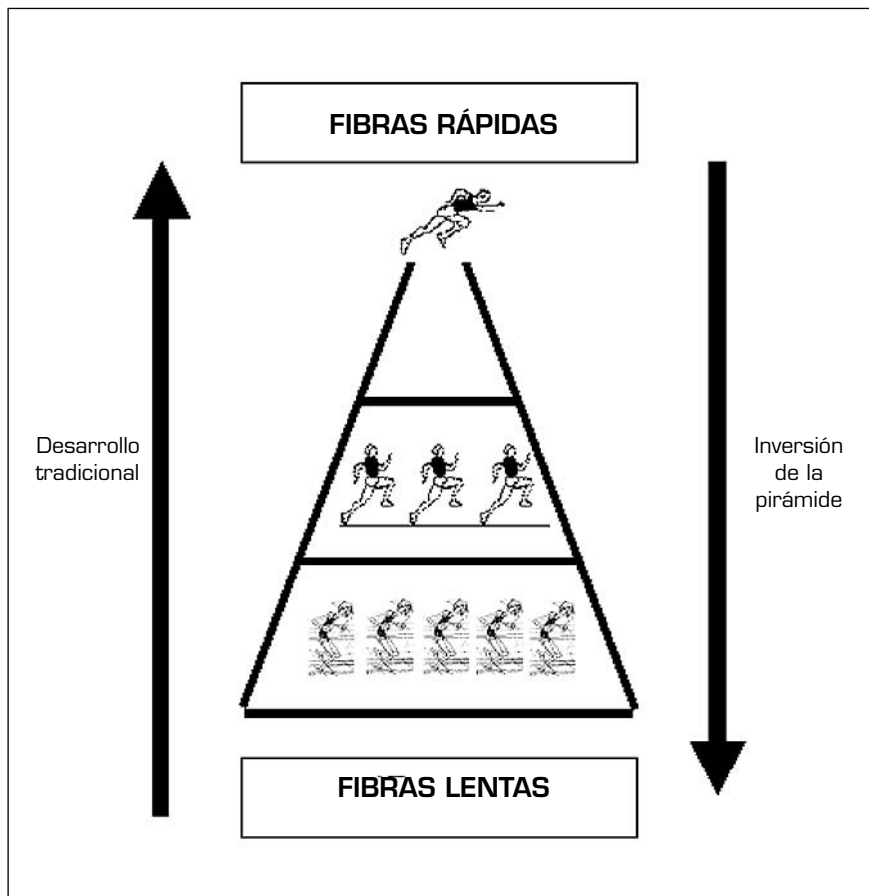 FIBRAS RÁPIDAS
Desarrollo
tradicional
Inversión
de la
pirámide
FIBRAS LENTAS